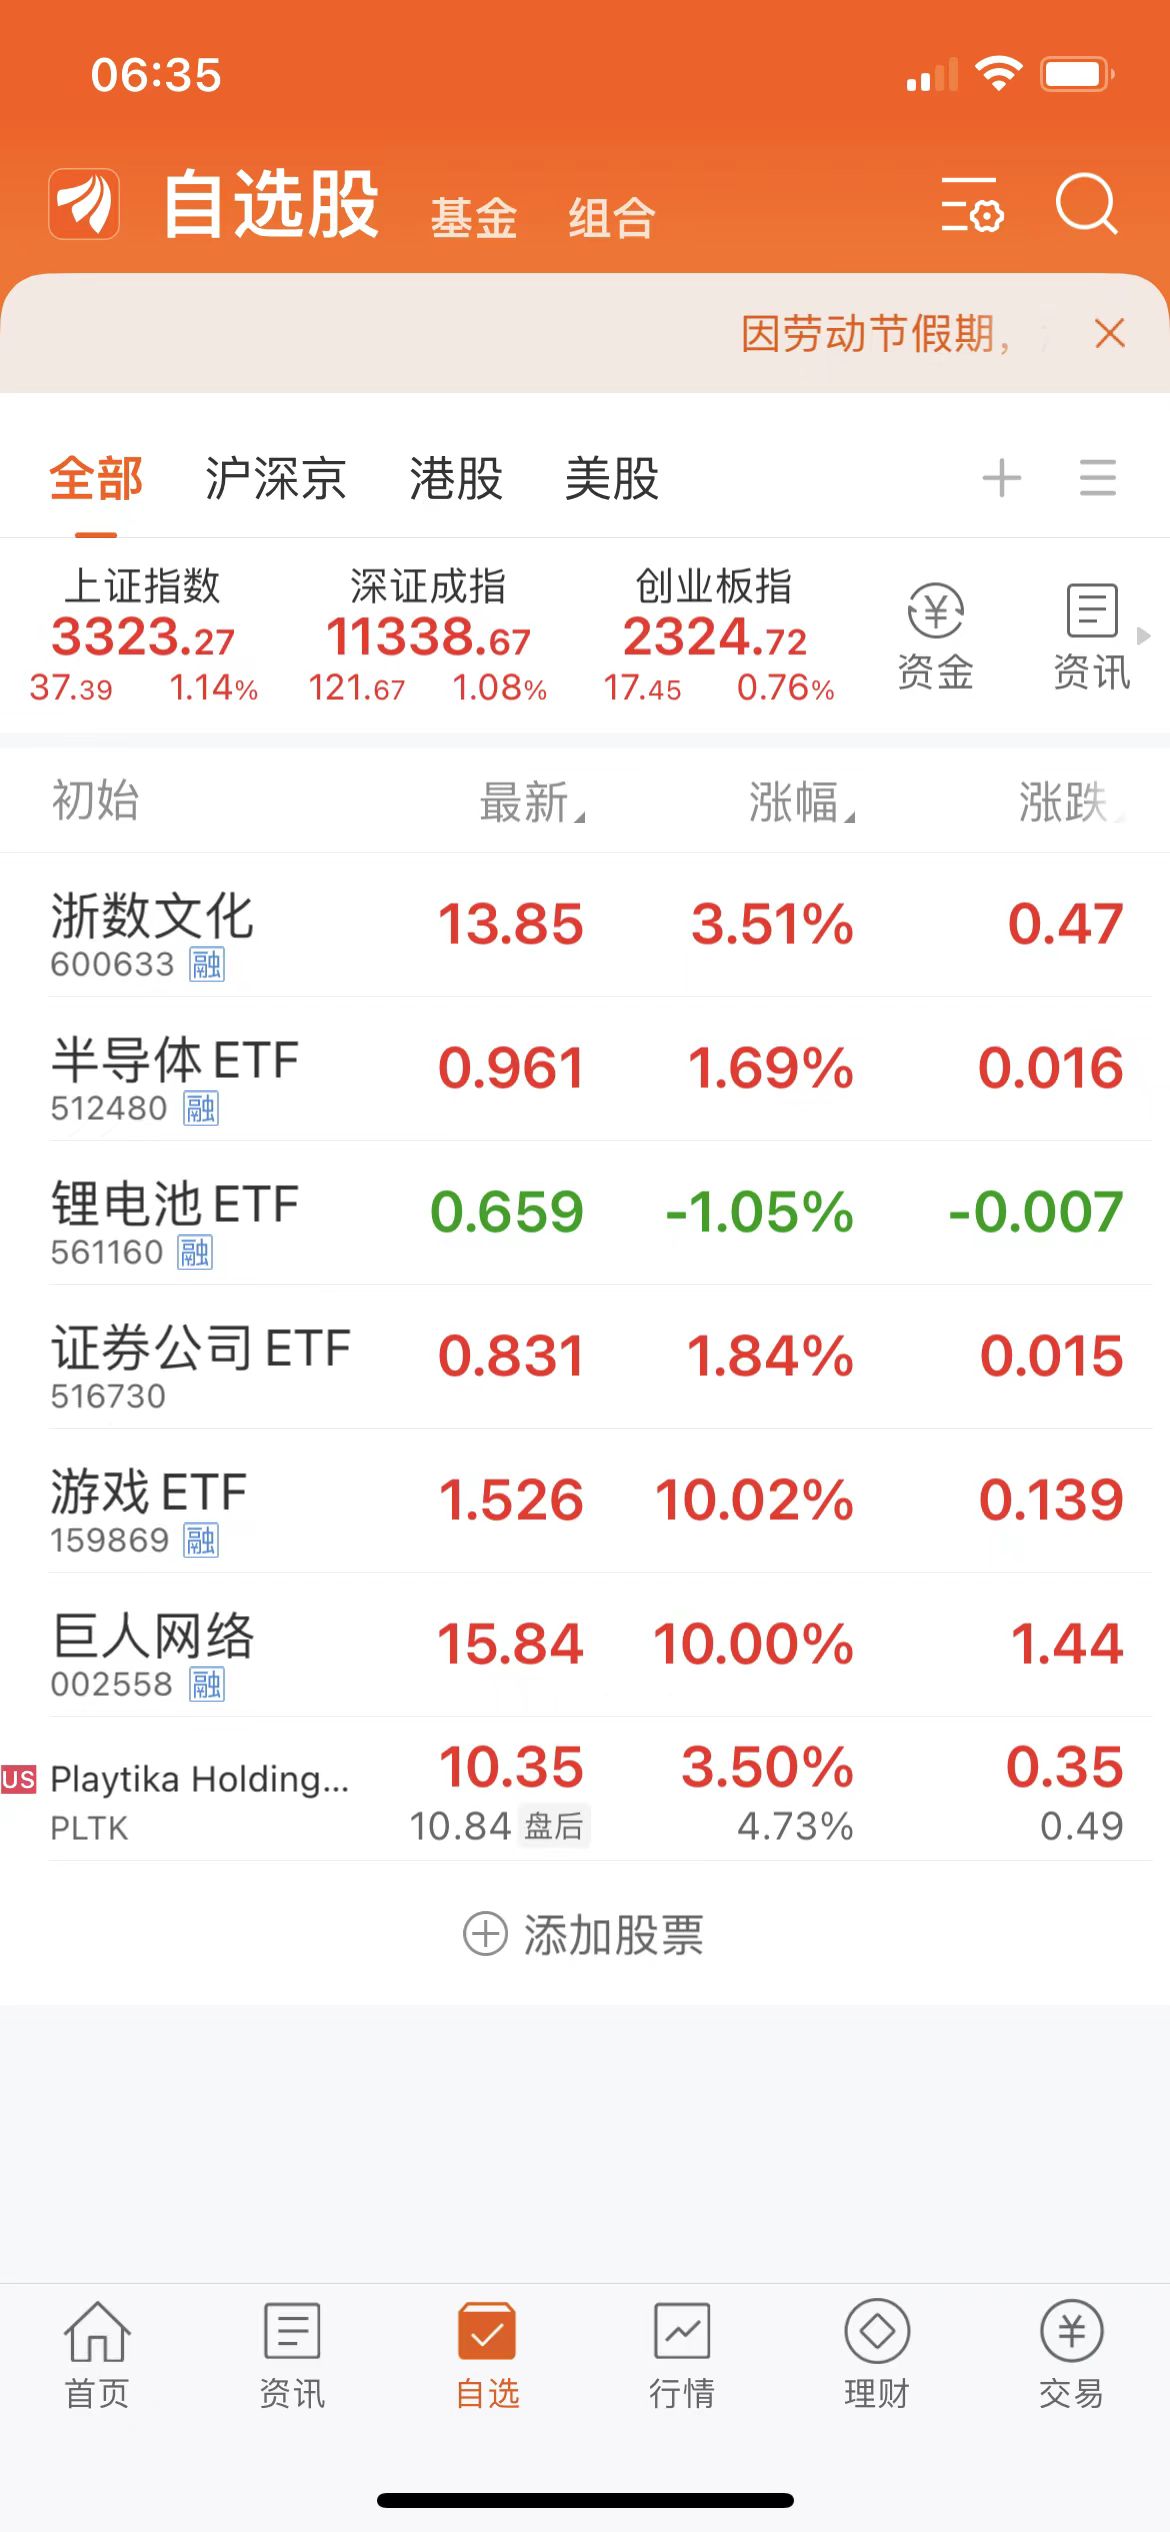 06:35
自选股 基金 组合
因劳动节假期，
全部 沪深京 港股 美股
上证指数 深证成指 创业板指
3323.27 11338.67 2324.72
37.39 1.14% 121.67 1.08% 17.45 0.76%
资金 资讯
初始 最新 涨幅 涨跌
浙数文化 13.85 3.51% 0.47
600633 融
半导体ETF 0.961 1.69% 0.016
512480 融
锂电池ETF 0.659 -1.05% -0.007
561160 融
证券公司ETF 0.831 1.84% 0.015
516730
游戏ETF 1.526 10.02% 0.139
159869 融
巨人网络 15.84 10.00% 1.44
002558 融
US Playtika Holding... 10.35 3.50% 0.35
PLTK 10.84 盘后 4.73% 0.49
添加股票
首页 资讯 自选 行情 理财 交易